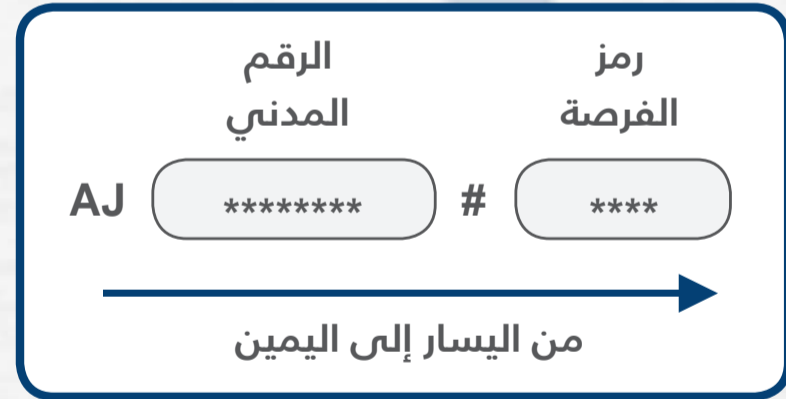 رمز الفرصة
الرقم المدني
AJ ******** # ****
من اليسار إلى اليمين